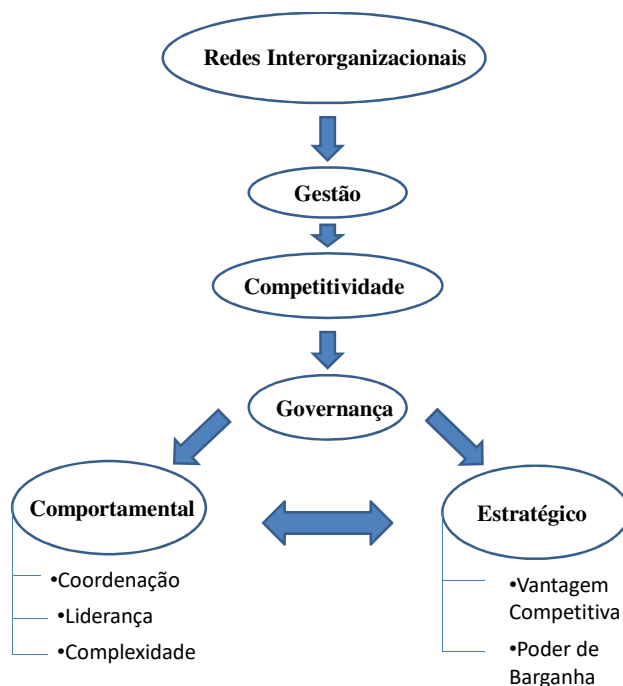 Redes Interorganizacionais
Gestão
Competitividade
Governança
Comportamental
Estratégico
•Coordenação
•Liderança
•Complexidade
•Vantagem
Competitiva
•Poder de
Barganha